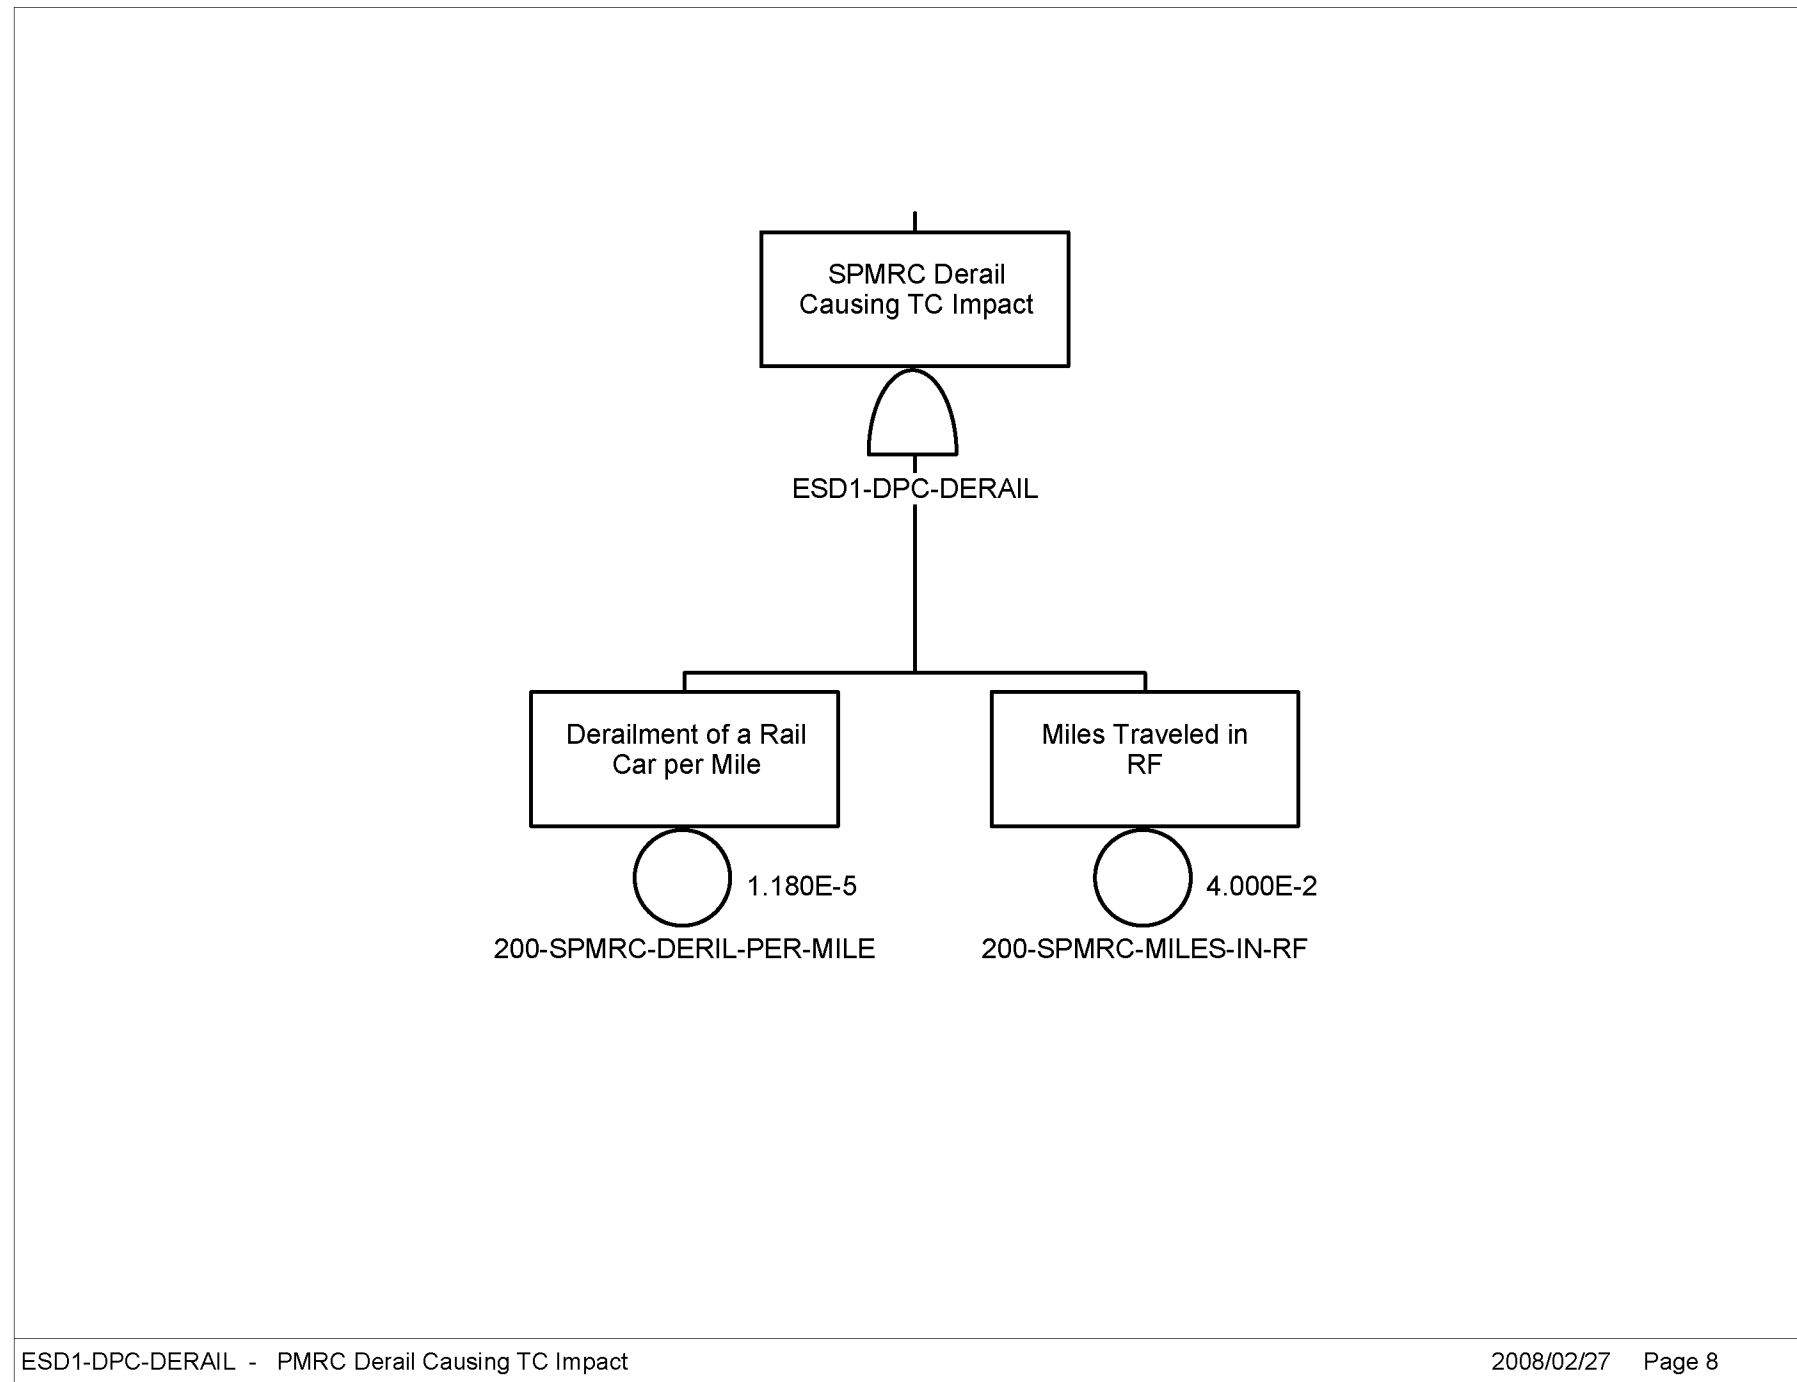 SPMRC Derail
Causing TC Impact
ESD1-DPC-DERAIL
Derailment of a Rail
Car per Mile
Miles Traveled in
RF
1.180E-5
4.000E-2
200-SPMRC-DERIL-PER-MILE
200-SPMRC-MILES-IN-RF
ESD1-DPC-DERAIL - PMRC Derail Causing TC Impact
2008/02/27 Page 8